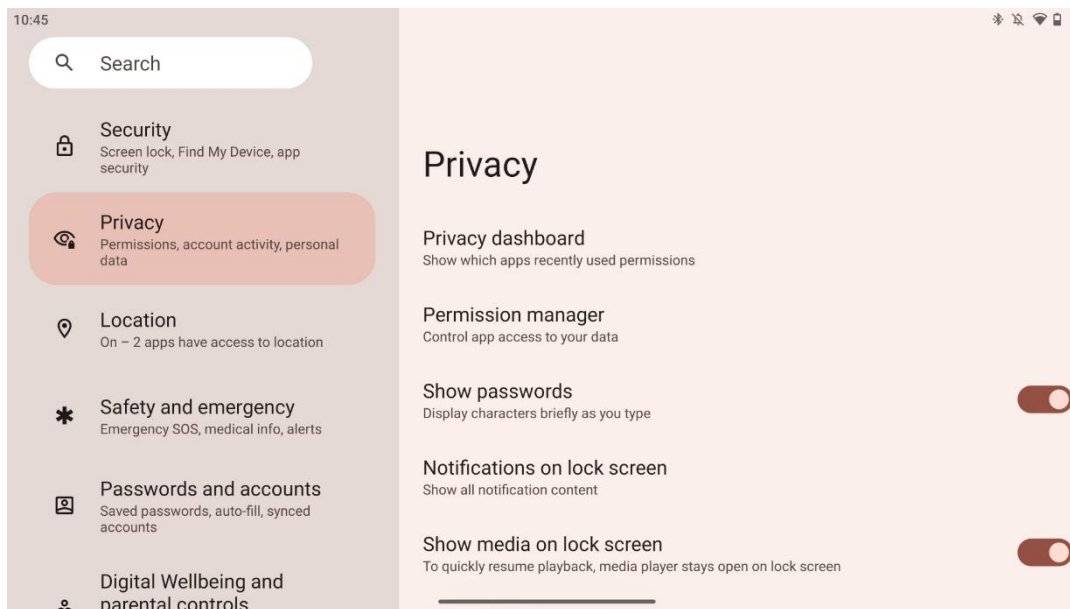 10:45
Search
Security
Screen lock, Find My Device, app
security
Privacy
Permissions, account activity, personal
data
Location
On – 2 apps have access to location
Safety and emergency
Emergency SOS, medical info, alerts
Passwords and accounts
Saved passwords, auto-fill, synced
accounts
Digital Wellbeing and
parental controls
Privacy
Privacy dashboard
Show which apps recently used permissions
Permission manager
Control app access to your data
Show passwords
Display characters briefly as you type
Notifications on lock screen
Show all notification content
Show media on lock screen
To quickly resume playback, media player stays open on lock screen